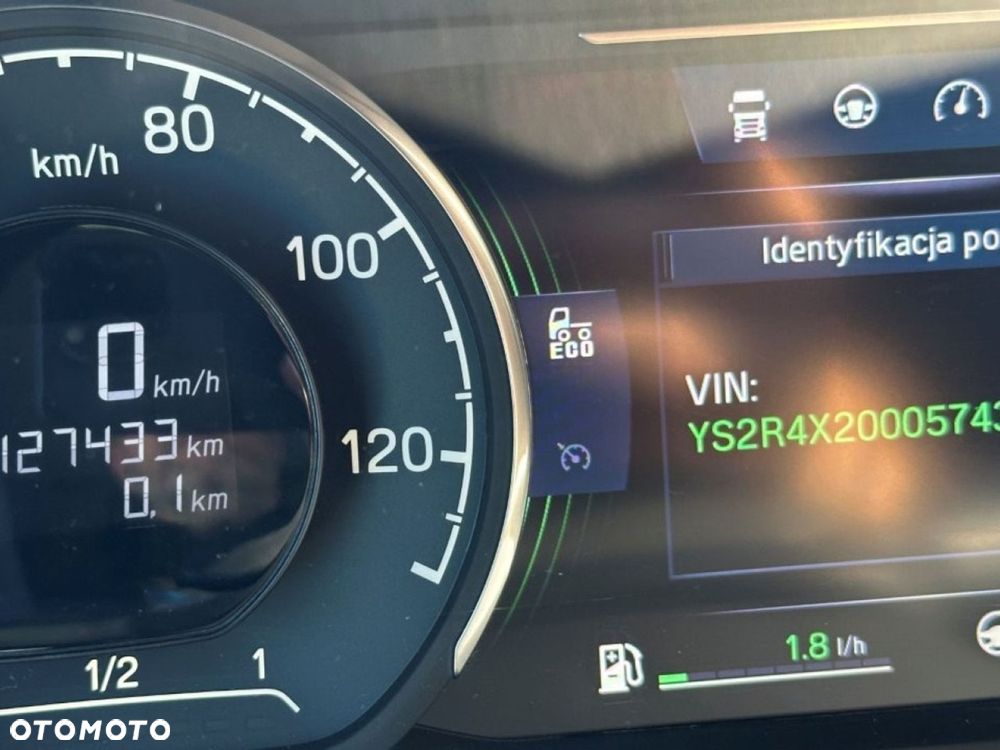 80
km/h
100
Identyfikacja po
ECO
0 km/h
VIN:
YS2R4X20005743
127433 km
120
0,1 km
1.8 l/h
1/2
1
OTOMOTO